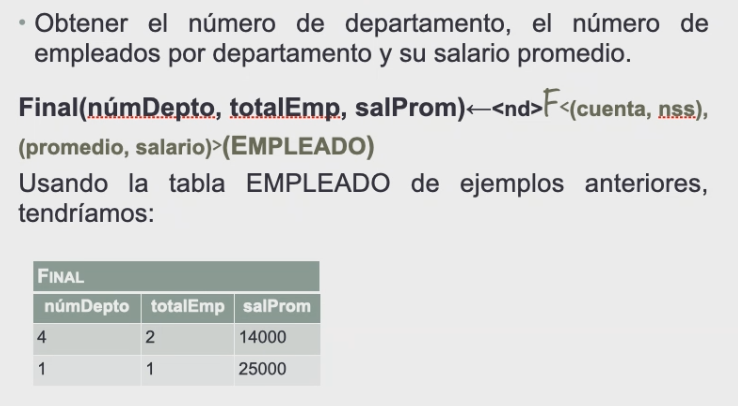 • Obtener el número de departamento, el número de
empleados por departamento y su salario promedio.
Final(númDepto, totalEmp, salProm)←<nd>F<(cuenta, nss),
(promedio, salario)>(EMPLEADO)
Usando la tabla EMPLEADO de ejemplos anteriores,
tendríamos:
FINAL
númDepto totalEmp salProm
4 2 14000
1 1 25000